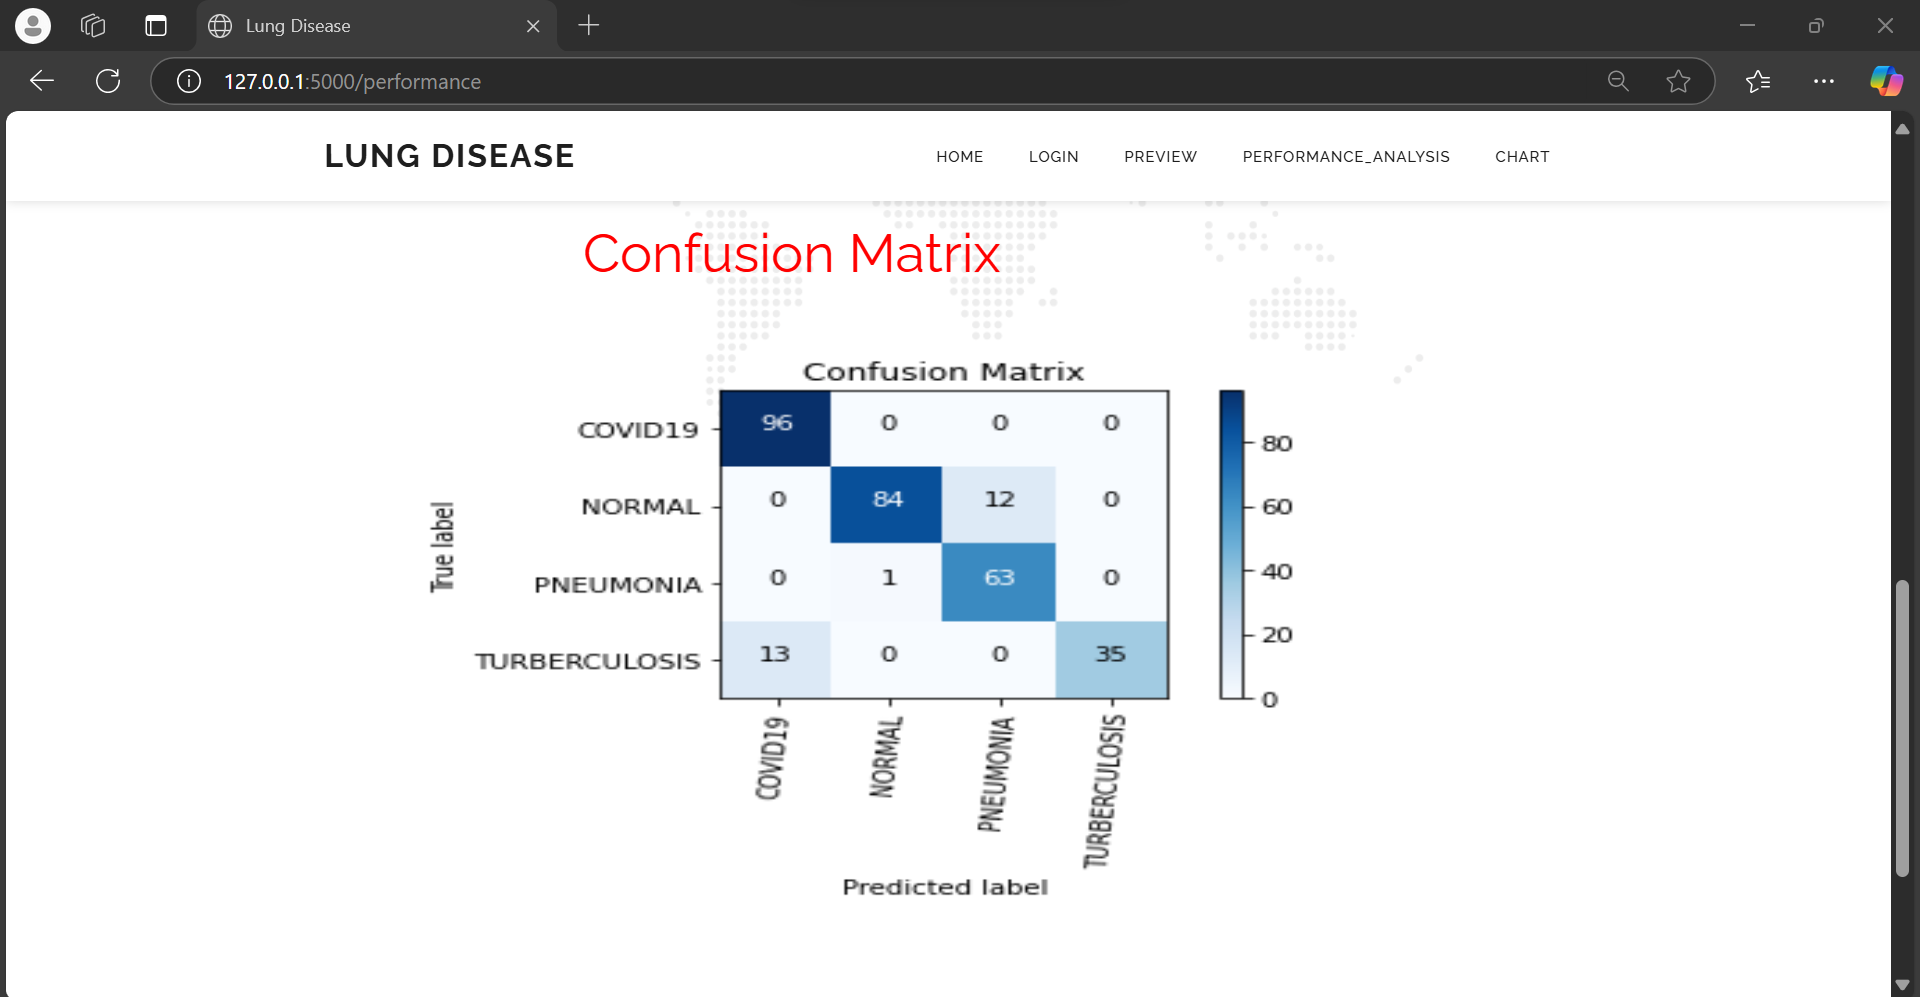 Lung Disease
127.0.0.1:5000/performance
LUNG DISEASE
HOME LOGIN PREVIEW PERFORMANCE_ANALYSIS CHART
Confusion Matrix
Confusion Matrix
COVID19 96 0 0 0
NORMAL 0 84 12 0
PNEUMONIA 0 1 63 0
TURBERCULOSIS 13 0 0 35
True label
80
60
40
20
0
COVID19 NORMAL PNEUMONIA TURBERCULOSIS
Predicted label